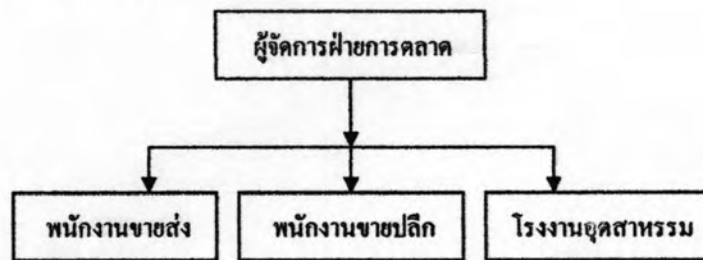 ผู้จัดการฝ่ายการตลาด
พนักงานขายส่ง
พนักงานขายปลีก
โรงงานอุตสาหรรม